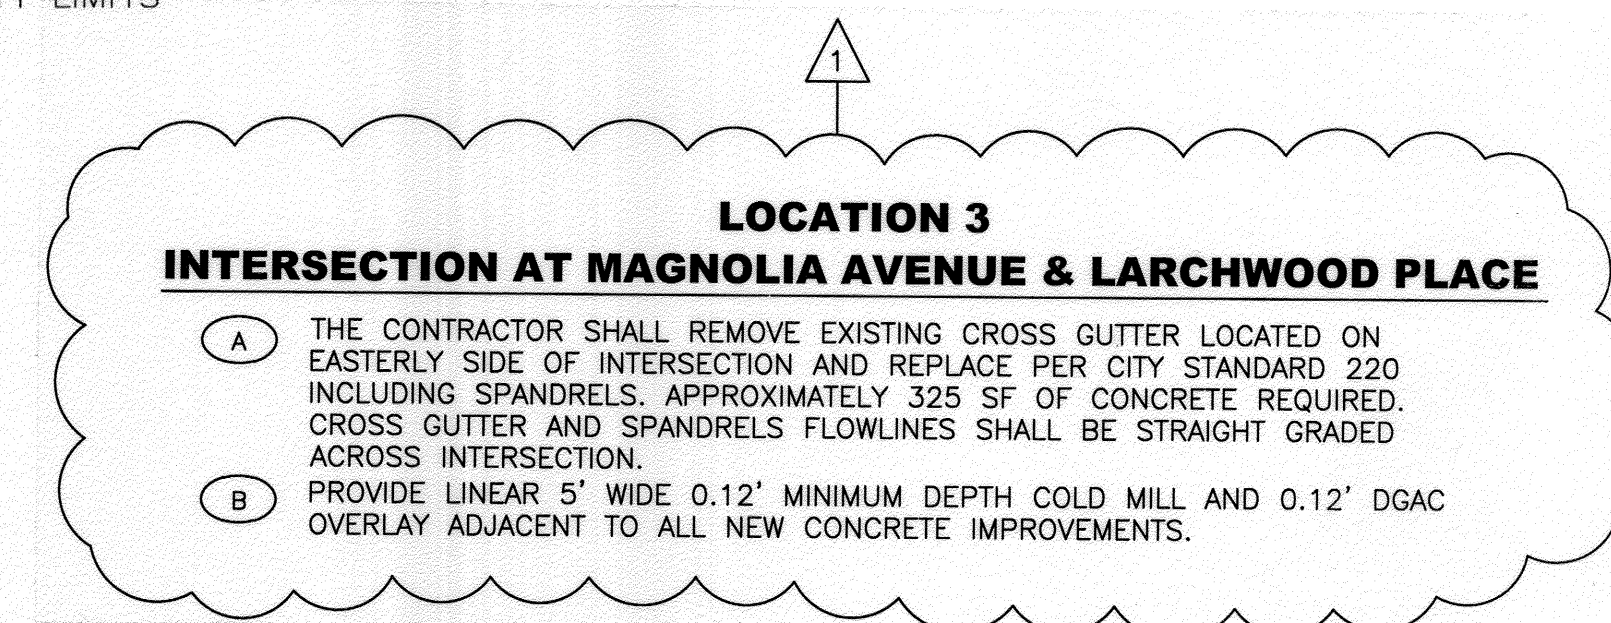 LIMITS
1
LOCATION 3
INTERSECTION AT MAGNOLIA AVENUE & LARCHWOOD PLACE
A THE CONTRACTOR SHALL REMOVE EXISTING CROSS GUTTER LOCATED ON
EASTERLY SIDE OF INTERSECTION AND REPLACE PER CITY STANDARD 220
INCLUDING SPANDRELS. APPROXIMATELY 325 SF OF CONCRETE REQUIRED.
CROSS GUTTER AND SPANDRELS FLOWLINES SHALL BE STRAIGHT GRADED
ACROSS INTERSECTION.
B PROVIDE LINEAR 5' WIDE 0.12' MINIMUM DEPTH COLD MILL AND 0.12' DGAC
OVERLAY ADJACENT TO ALL NEW CONCRETE IMPROVEMENTS.